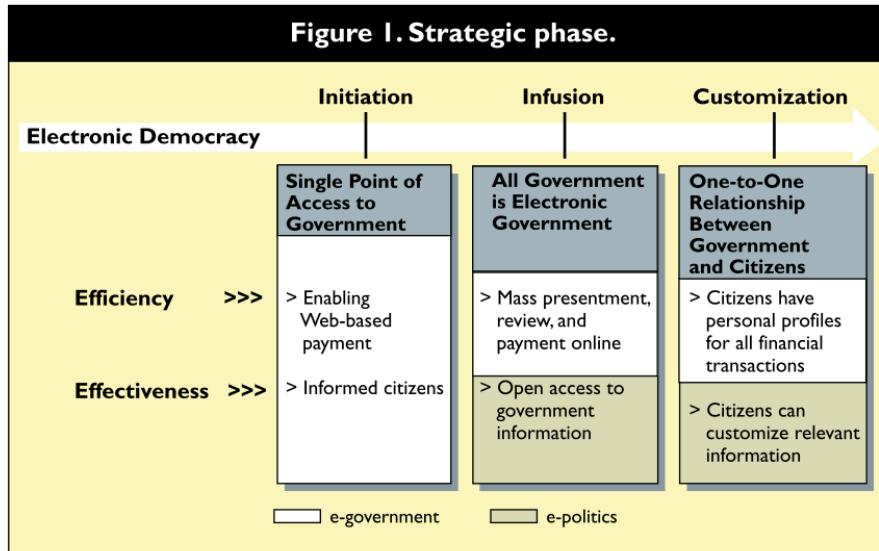 Figure 1. Strategic phase.
Initiation
Infusion
Customization
Electronic Democracy
Single Point of
Access to
Government
All Government
is Electronic
Government
One-to-One
Relationship
Between
Government
and Citizens
Efficiency >>>
> Enabling
Web-based
payment
> Mass presentment,
review, and
payment online
> Citizens have
personal profiles
for all financial
transactions
Effectiveness >>>
> Informed citizens
> Open access to
government
information
> Citizens can
customize relevant
information
e-government
e-politics